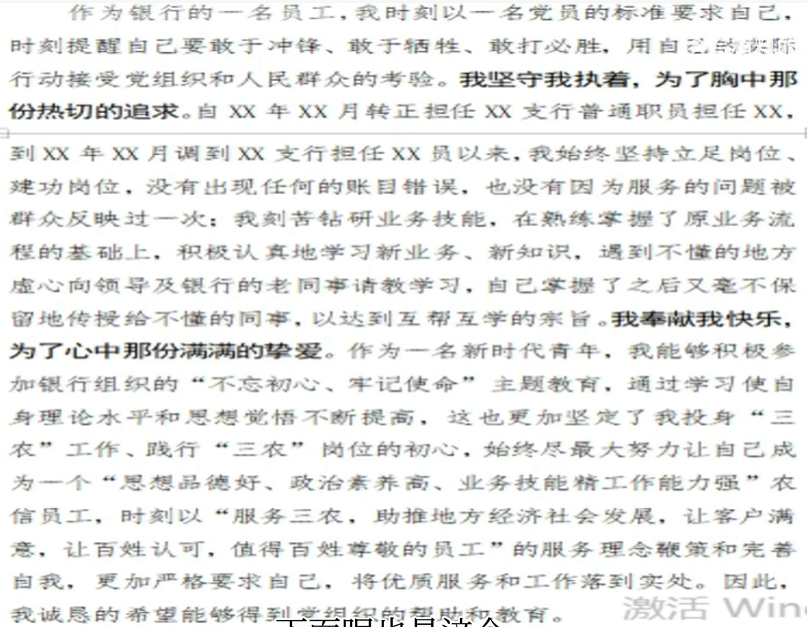 作为银行的一名员工，我时刻以一名党员的标准要求自己，
时刻提醒自己要敢于冲锋、敢于牺牲、敢打必胜，用自己的
行动接受党组织和人民群众的考验。我坚守我执着，为了胸中那
份热切的追求。自 XX 年 XX 月转正担任 XX 支行普通职员担任 XX，
到 XX 年 XX 月调到 XX 支行担任 XX 员以来，我始终坚持立足岗位、
建功岗位，没有出现任何的账目错误，也没有因为服务的问题被
群众反映过一次；我刻苦钻研业务技能，在熟练掌握了原业务流
程的基础上，积极认真地学习新业务、新知识，遇到不懂的地方
虚心向领导及银行的老同事请教学习，自己掌握了之后又毫不保
留地传授给不懂的同事，以达到互帮互学的宗旨。我奉献我快乐，
为了心中那份满满的挚爱。作为一名新时代青年，我能够积极参
加银行组织的“不忘初心、牢记使命”主题教育，通过学习使自
身理论水平和思想觉悟不断提高，这也更加坚定了我投身“三
农”工作、践行“三农”岗位的初心，始终尽最大努力让自己成
为一个“思想品德好、政治素养高、业务技能精工作能力强”农
信员工，时刻以“服务三农，助推地方经济社会发展，让客户满
意，让百姓认可，值得百姓尊敬的员工”的服务理念鞭策和完善
自我，更加严格要求自己，将优质服务和工作落到实处。因此，
我诚恳的希望能够得到党组织的帮助和教育。
激活 Win